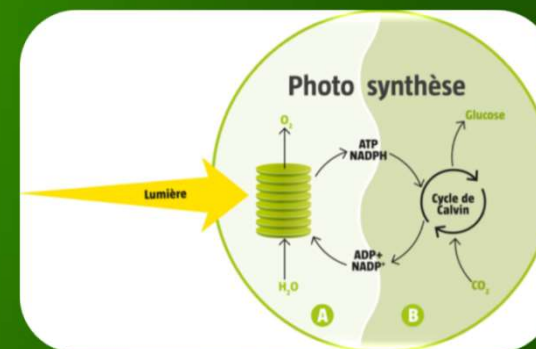 Photo synthèse
O₂
ATP
NADPH
Glucose
Lumière
Cycle de
Calvin
ADP+
NADP⁺
H₂O
CO₂
A
B